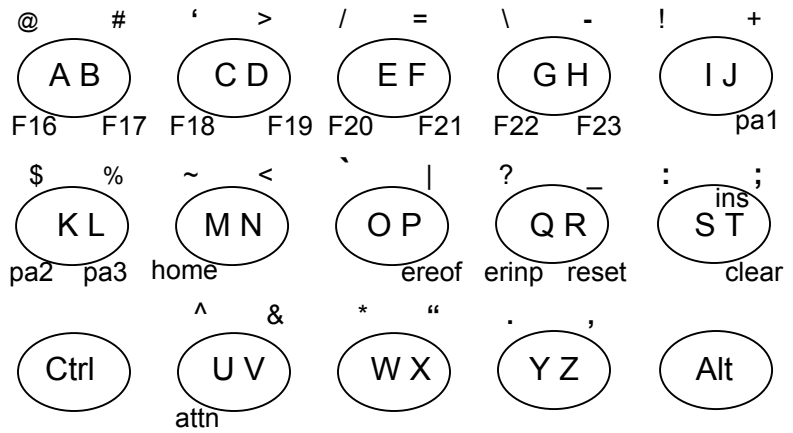 @ # ‘ > / = \ - ! +
A B C D E F G H I J
F16 F17 F18 F19 F20 F21 F22 F23 pa1
$ % ~ < ` | ? _ : ;
ins
K L M N O P Q R S T
pa2 pa3 home ereof erinp reset clear
^ & * “ . ,
Ctrl U V W X Y Z Alt
attn